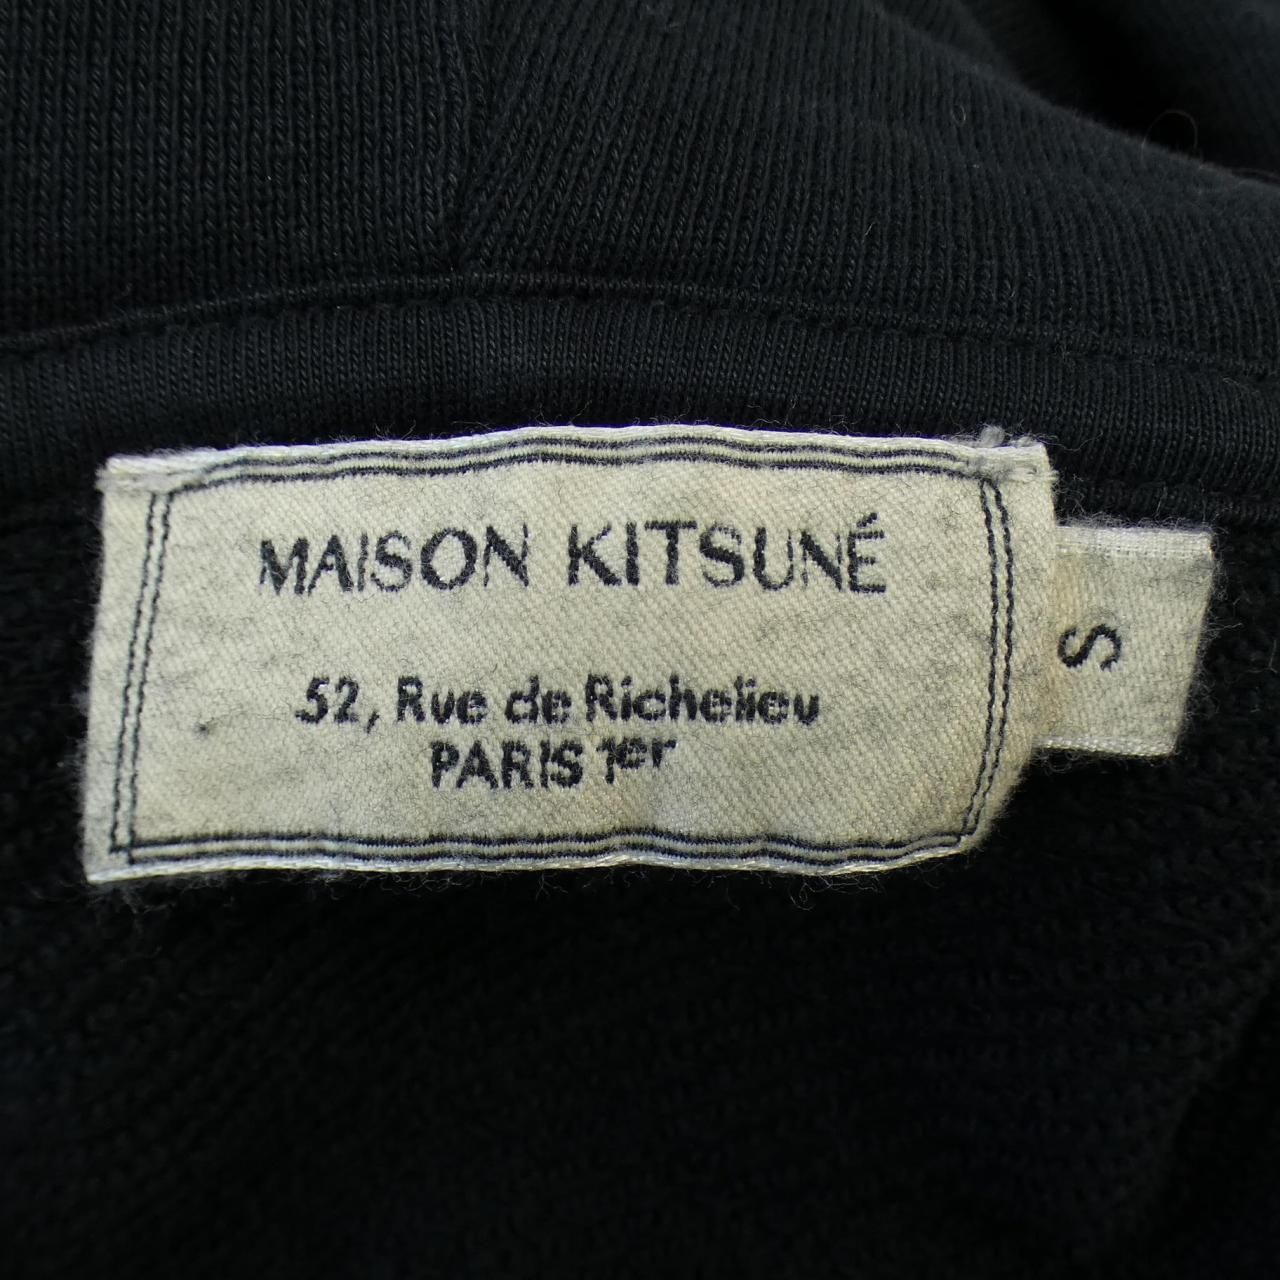 MAISON KITSUNÉ
52, Rue de Richelieu
PARIS 1er
S